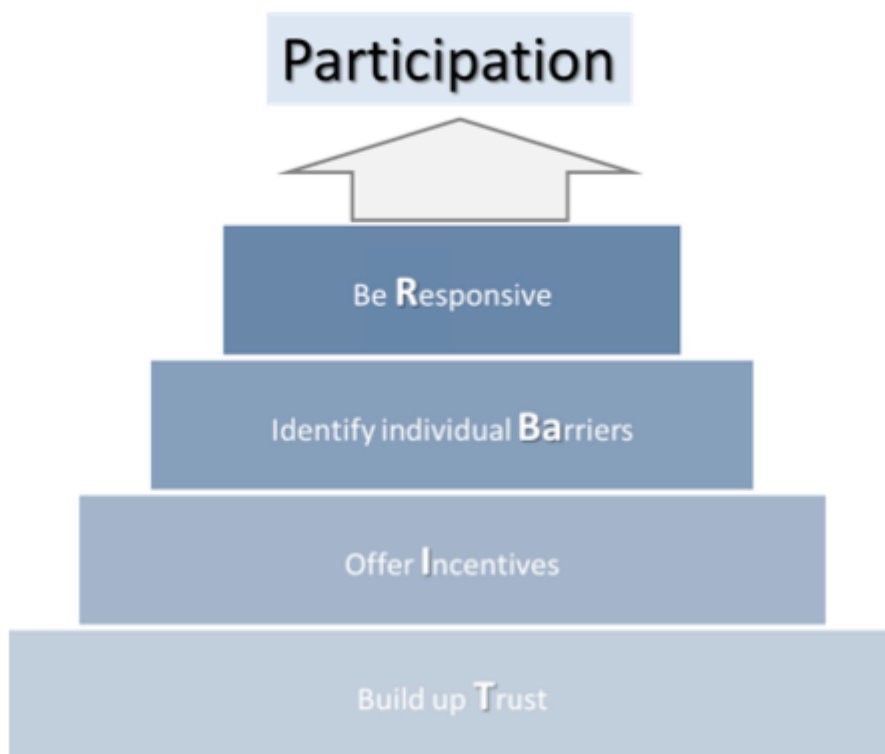 Participation
Be Responsive
Identify individual Barriers
Offer Incentives
Build up Trust